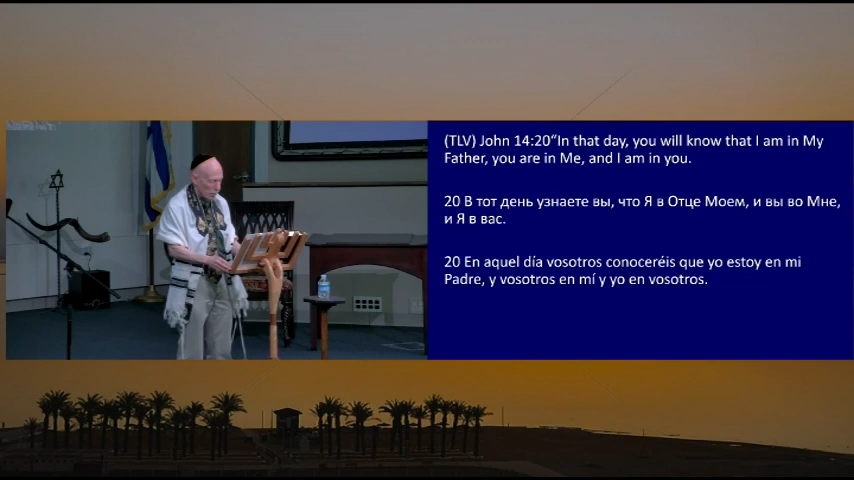 (TLV) John 14:20“In that day, you will know that I am in My
Father, you are in Me, and I am in you.
20 В тот день узнаете вы, что Я в Отце Моем, и вы во Мне,
и Я в вас.
20 En aquel día vosotros conoceréis que yo estoy en mi
Padre, y vosotros en mí y yo en vosotros.